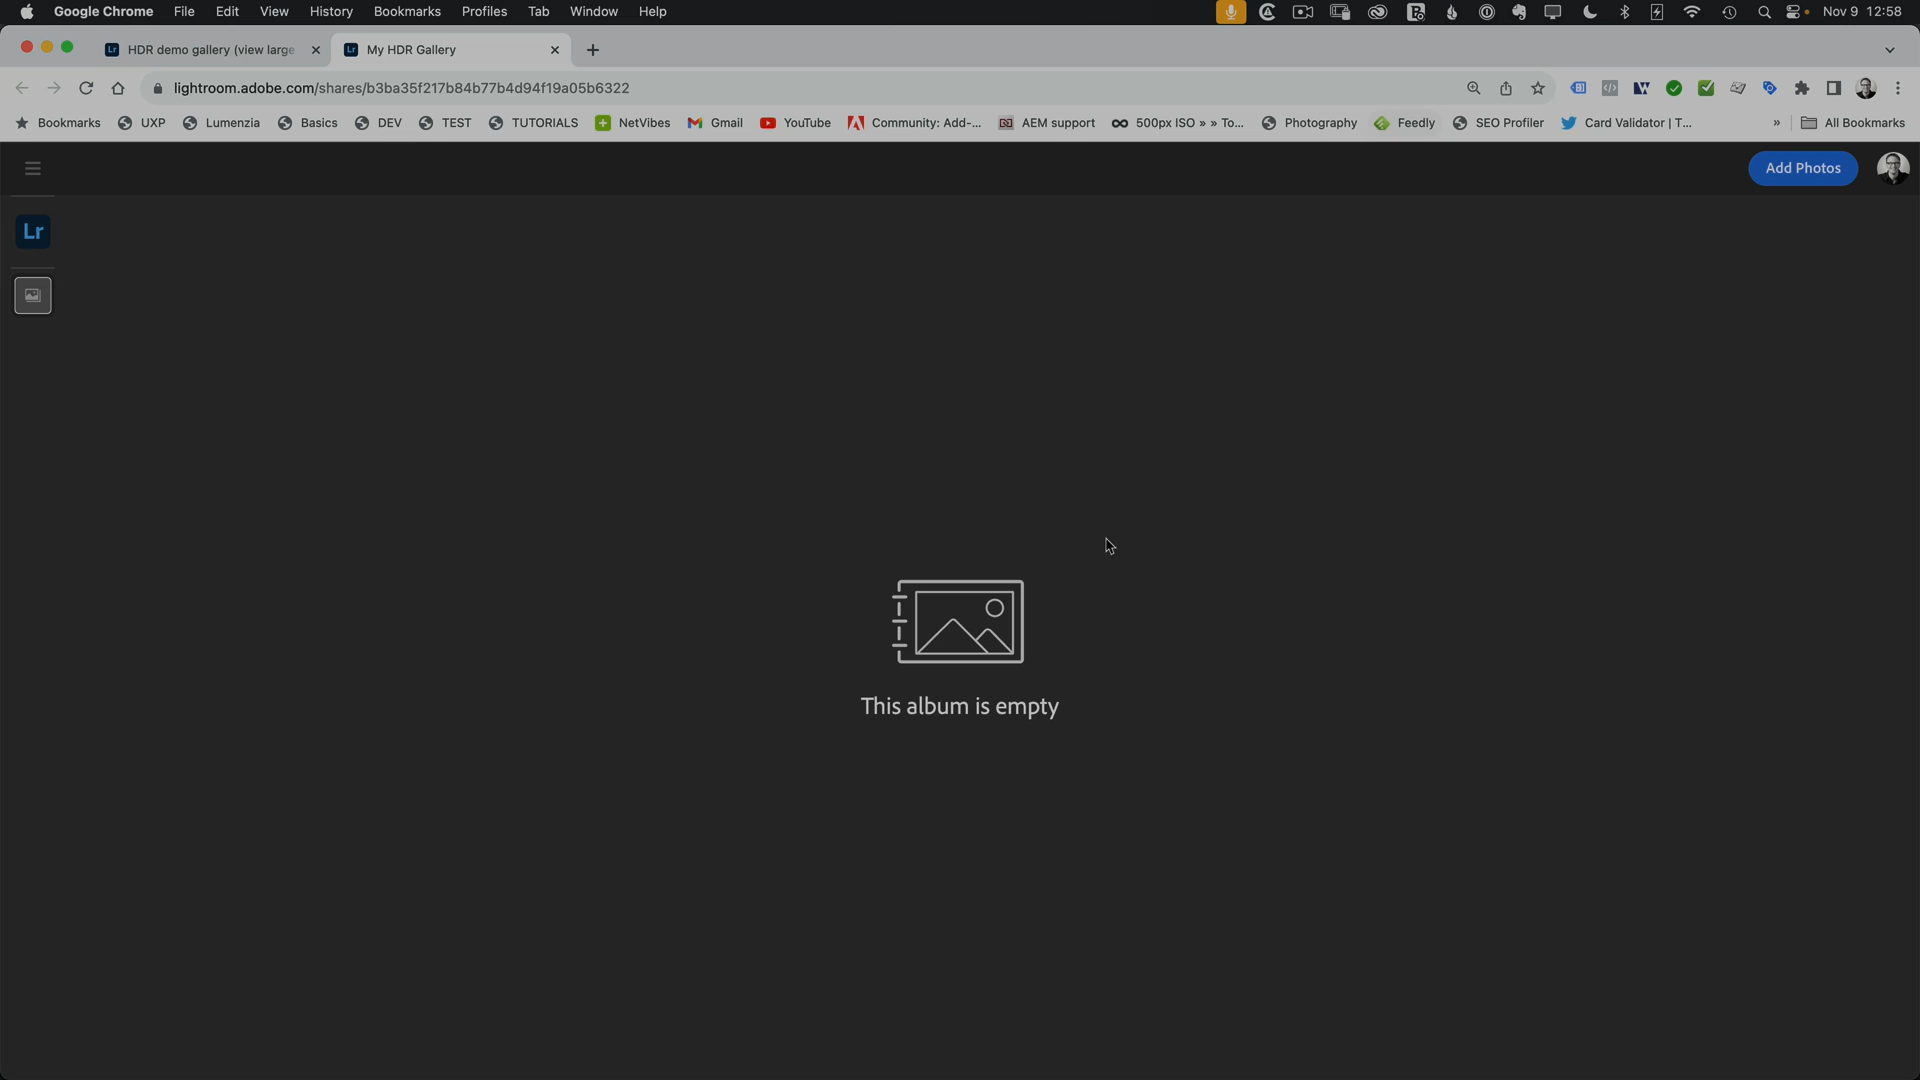 Google Chrome File Edit View History Bookmarks Profiles Tab Window Help Nov 9 12:58
Lr HDR demo gallery (view large Lr My HDR Gallery
lightroom.adobe.com/shares/b3ba35f217b84b77b4d94f19a05b6322
Bookmarks UXP Lumenzia Basics DEV TEST TUTORIALS NetVibes Gmail YouTube Community: Add-... AEM support 500px ISO » » To... Photography Feedly SEO Profiler Card Validator | T... » All Bookmarks
Add Photos
Lr
This album is empty